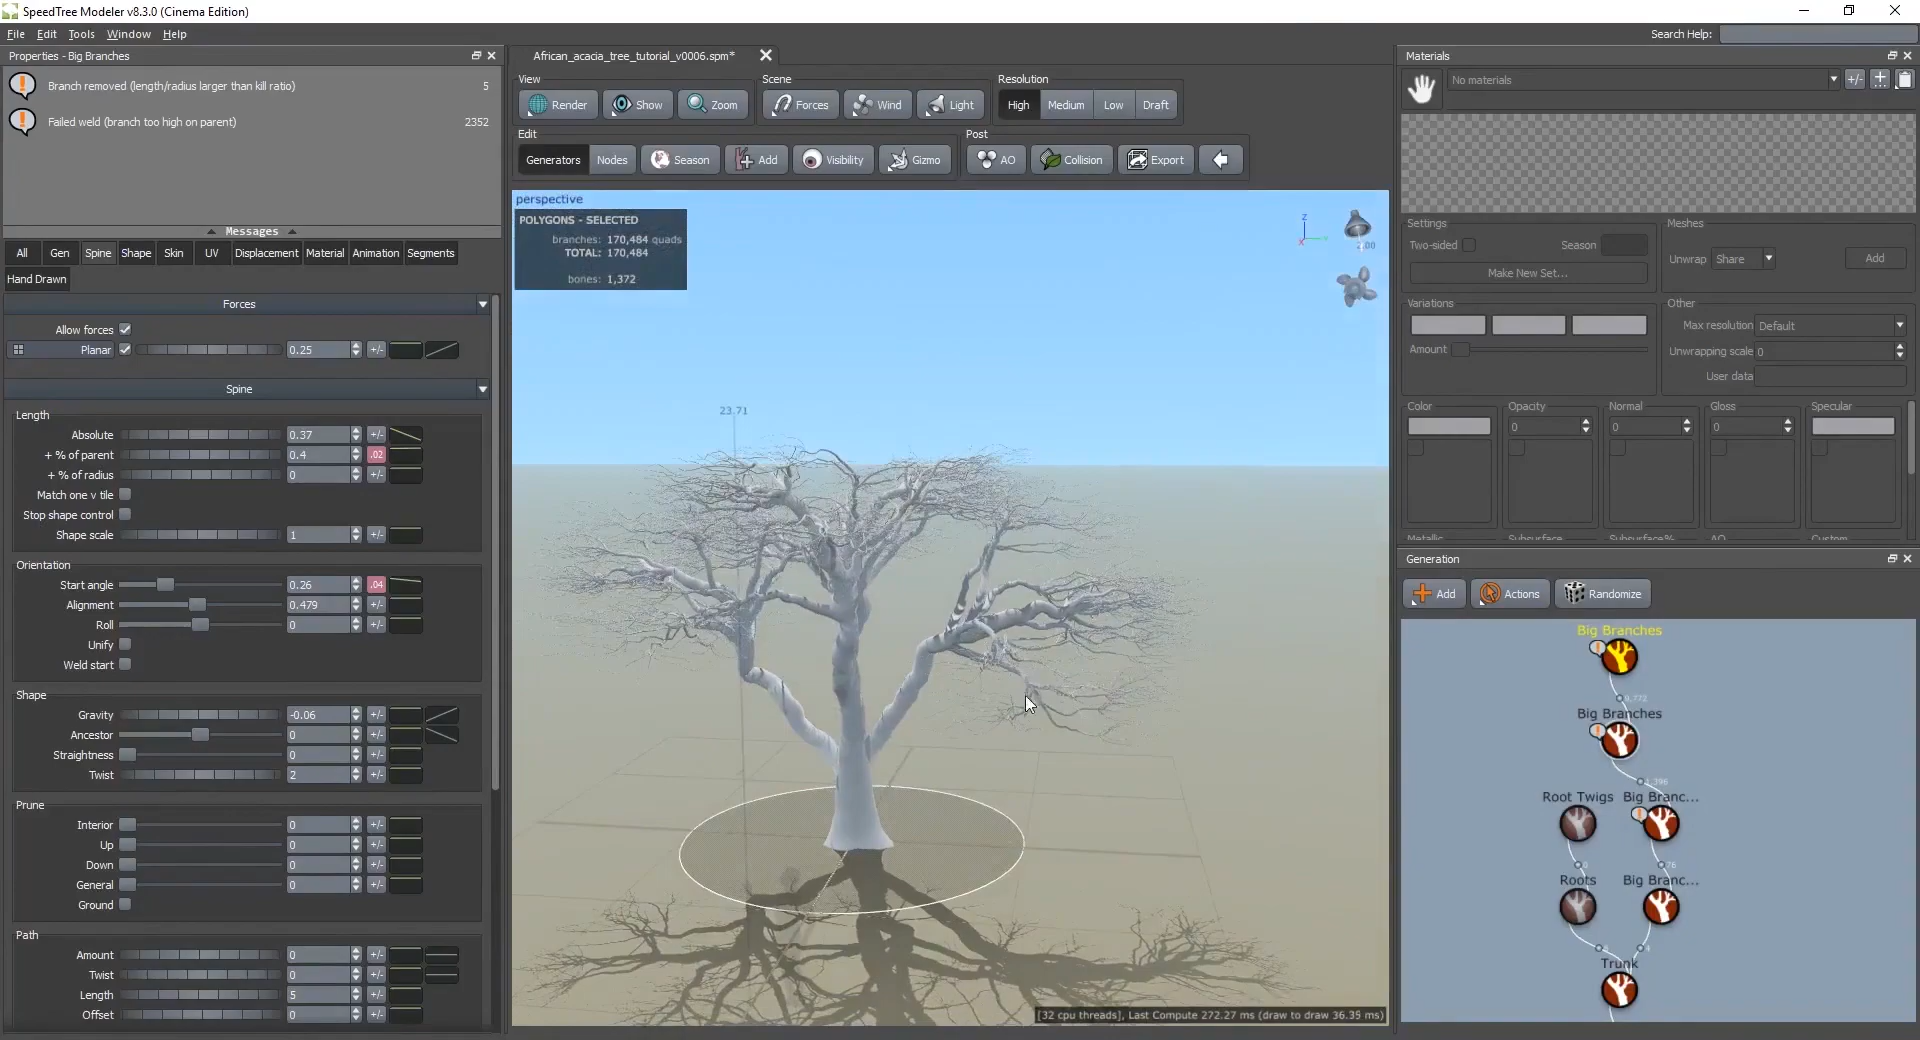 SpeedTree Modeler v8.3.0 (Cinema Edition)
File Edit Tools Window Help
Search Help:
Properties - Big Branches
Branch removed (length/radius larger than kill ratio) 5
Failed weld (branch too high on parent) 2352
Messages
All Gen Spine Shape Skin UV Displacement Material Animation Segments
Hand Drawn
Forces
Allow forces
Planar 0.25 +/-
Spine
Length
Absolute 0.37 +/-
+ % of parent 0.4 .02
+ % of radius 0 +/-
Match one v tile
Stop shape control
Shape scale 1 +/-
Orientation
Start angle 0.26 .04
Alignment 0.479 +/-
Roll 0 +/-
Unify
Weld start
Shape
Gravity -0.06 +/-
Ancestor 0 +/-
Straightness 0 +/-
Twist 2 +/-
Prune
Interior 0 +/-
Up 0 +/-
Down 0 +/-
General 0 +/-
Ground
Path
Amount 0 +/-
Twist 0 +/-
Length 5 +/-
Offset 0 +/-
African_acacia_tree_tutorial_v0006.spm*
View Scene Resolution
Render Show Zoom Forces Wind Light High Medium Low Draft
Edit Post
Generators Nodes Season Add Visibility Gizmo AO Collision Export
perspective
POLYGONS - SELECTED
branches: 170,484 quads
TOTAL: 170,484
bones: 1,372
z
2.00
23.71
[32 cpu threads], Last Compute 272.27 ms (draw to draw 36.35 ms)
Materials
No materials +/-
Settings Meshes
Two-sided Season Unwrap Share Add
Make New Set...
Variations Other
Max resolution Default
Amount Unwrapping scale 0
User data
Color Opacity Normal Gloss Specular
0 0 0
Generation
Add Actions Randomize
Big Branches
Big Branches
Root Twigs Big Branc...
76
Roots Big Branc...
Trunk